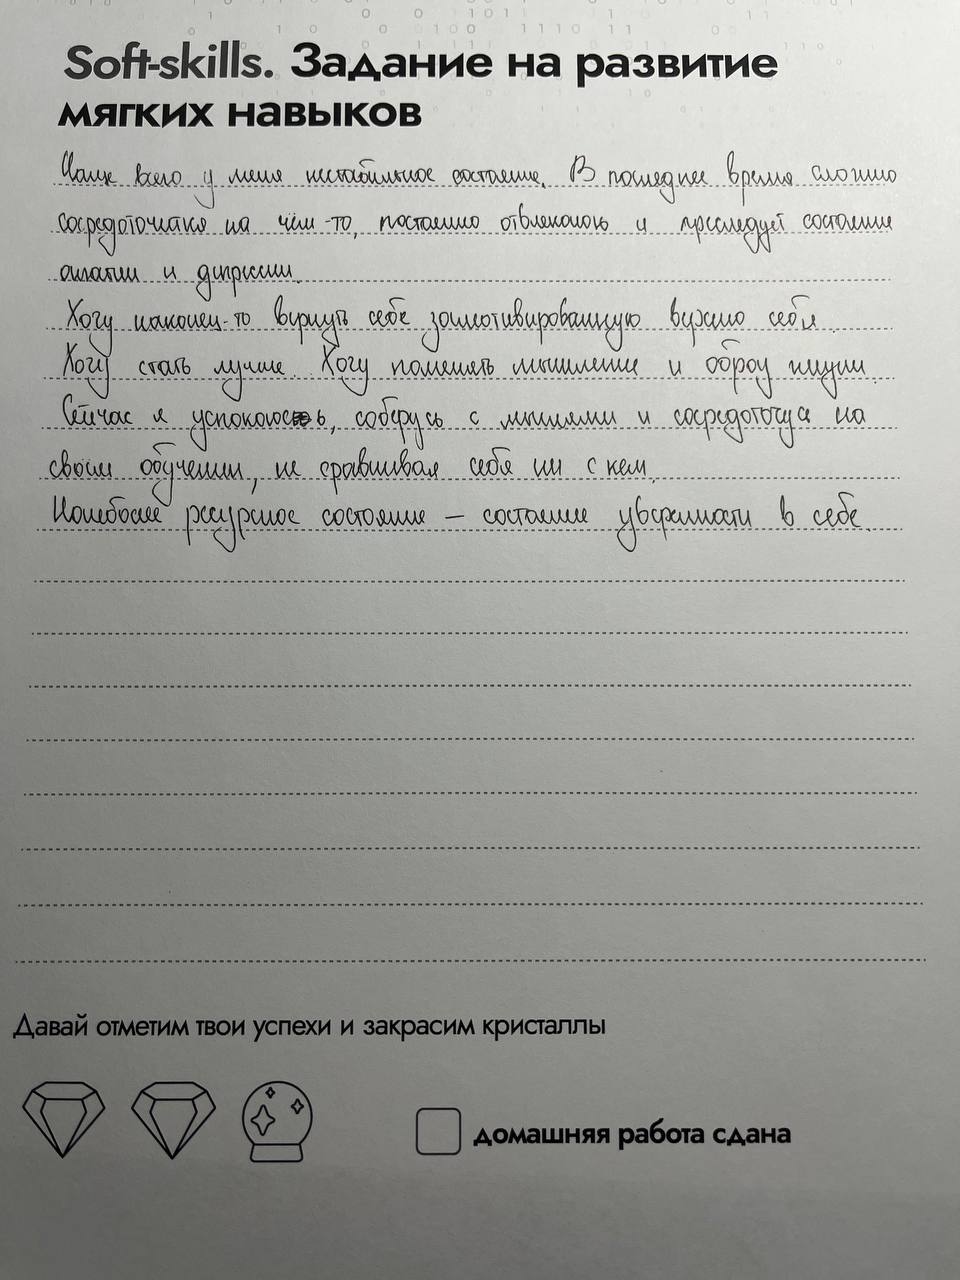 Soft-skills. Задание на развитие
мягких навыков
Чаще всего у меня нестабильное состояние. В последнее время сложно
сосредоточиться на чём-то, постоянно отвлекаюсь и преследует состояние
апатии и депрессии.
Хочу наконец-то вернуть себе замотивированную версию себя.
Хочу стать лучше. Хочу поменять мышление и образ жизни.
Сейчас я успокоюсь, соберусь с мыслями и сосредоточусь на
своём обучении, не сравнивая себя ни с кем.
Наиболее ресурсное состояние – состояние уверенности в себе.
Давай отметим твои успехи и закрасим кристаллы
домашняя работа сдана